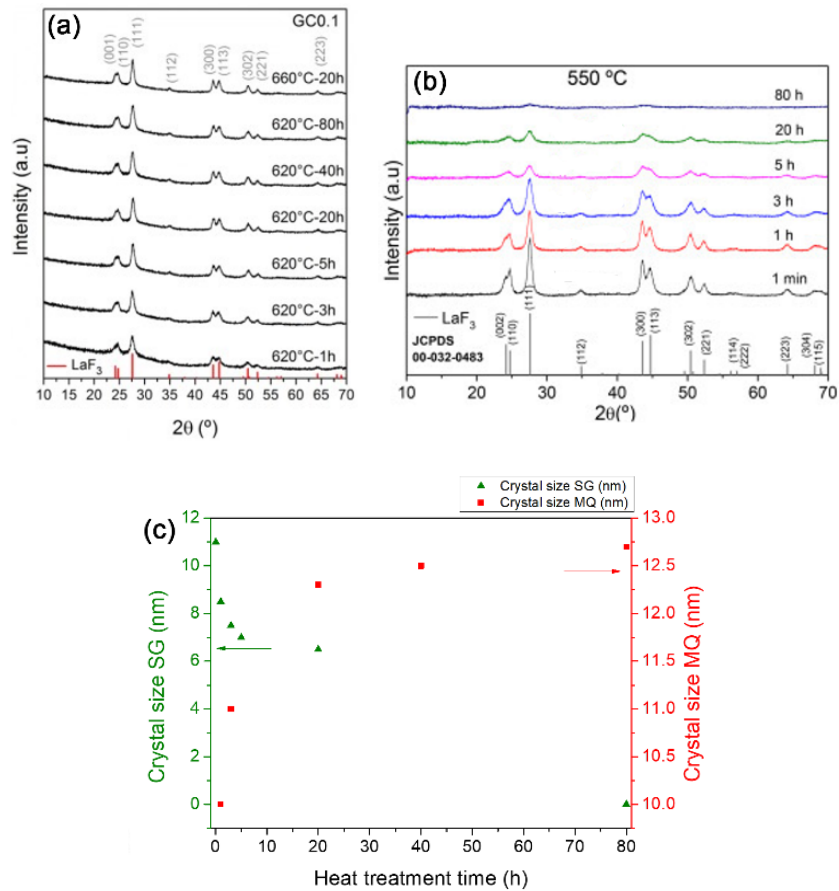 (a)
GC0.1
(001)
(110)
(111)
(112)
(300)
(113)
(302)
(221)
(223)
660°C-20h
620°C-80h
620°C-40h
620°C-20h
620°C-5h
620°C-3h
620°C-1h
LaF3
Intensity (a.u)
10 15 20 25 30 35 40 45 50 55 60 65 70
2θ (º)
(b)
550 ºC
80 h
20 h
5 h
3 h
1 h
1 min
LaF3
JCPDS
00-032-0483
(002)
(110)
(111)
(112)
(300)
(113)
(302)
(221)
(114)
(222)
(223)
(304)
(115)
Intensity (a.u)
10 20 30 40 50 60 70
2θ(º)
Crystal size SG (nm)
Crystal size MQ (nm)
(c)
12
10
8
6
4
2
0
Crystal size SG (nm)
13.0
12.5
12.0
11.5
11.0
10.5
10.0
Crystal size MQ (nm)
0 10 20 30 40 50 60 70 80
Heat treatment time (h)